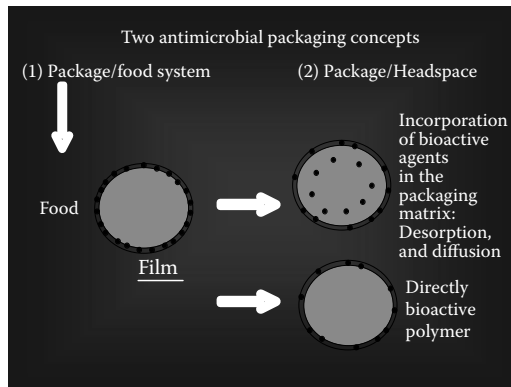 Two antimicrobial packaging concepts
(1) Package/food system
(2) Package/Headspace
Incorporation
of bioactive
agents
in the
packaging
matrix:
Desorption,
and diffusion
Food
Film
Directly
bioactive
polymer